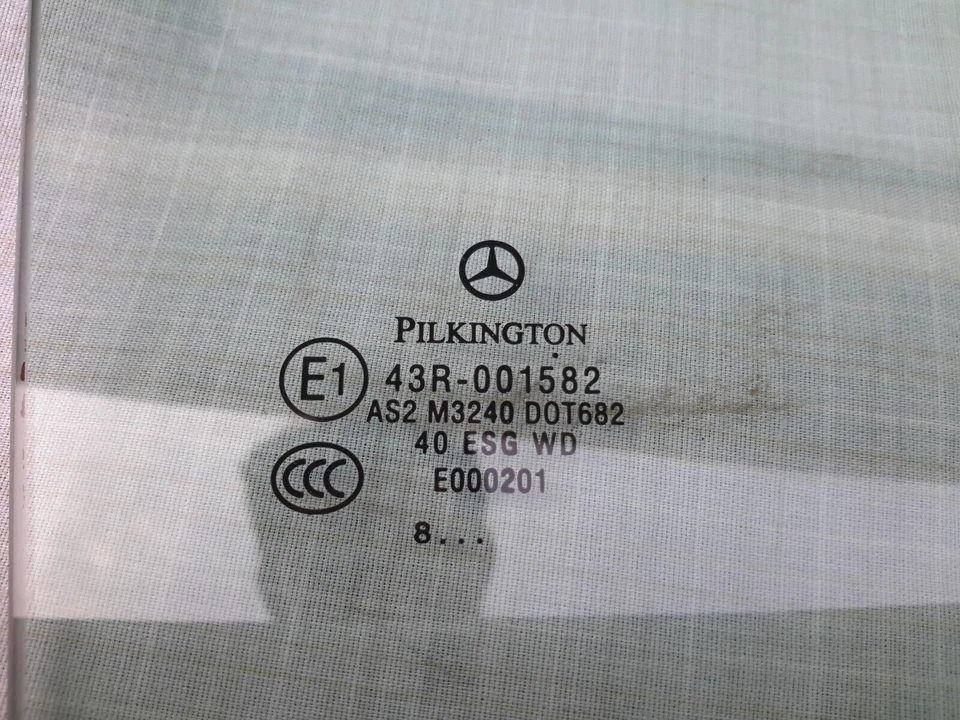 PILKINGTON
E1 43R-001582
AS2 M3240 DOT682
40 ESG WD
CCC E000201
8...